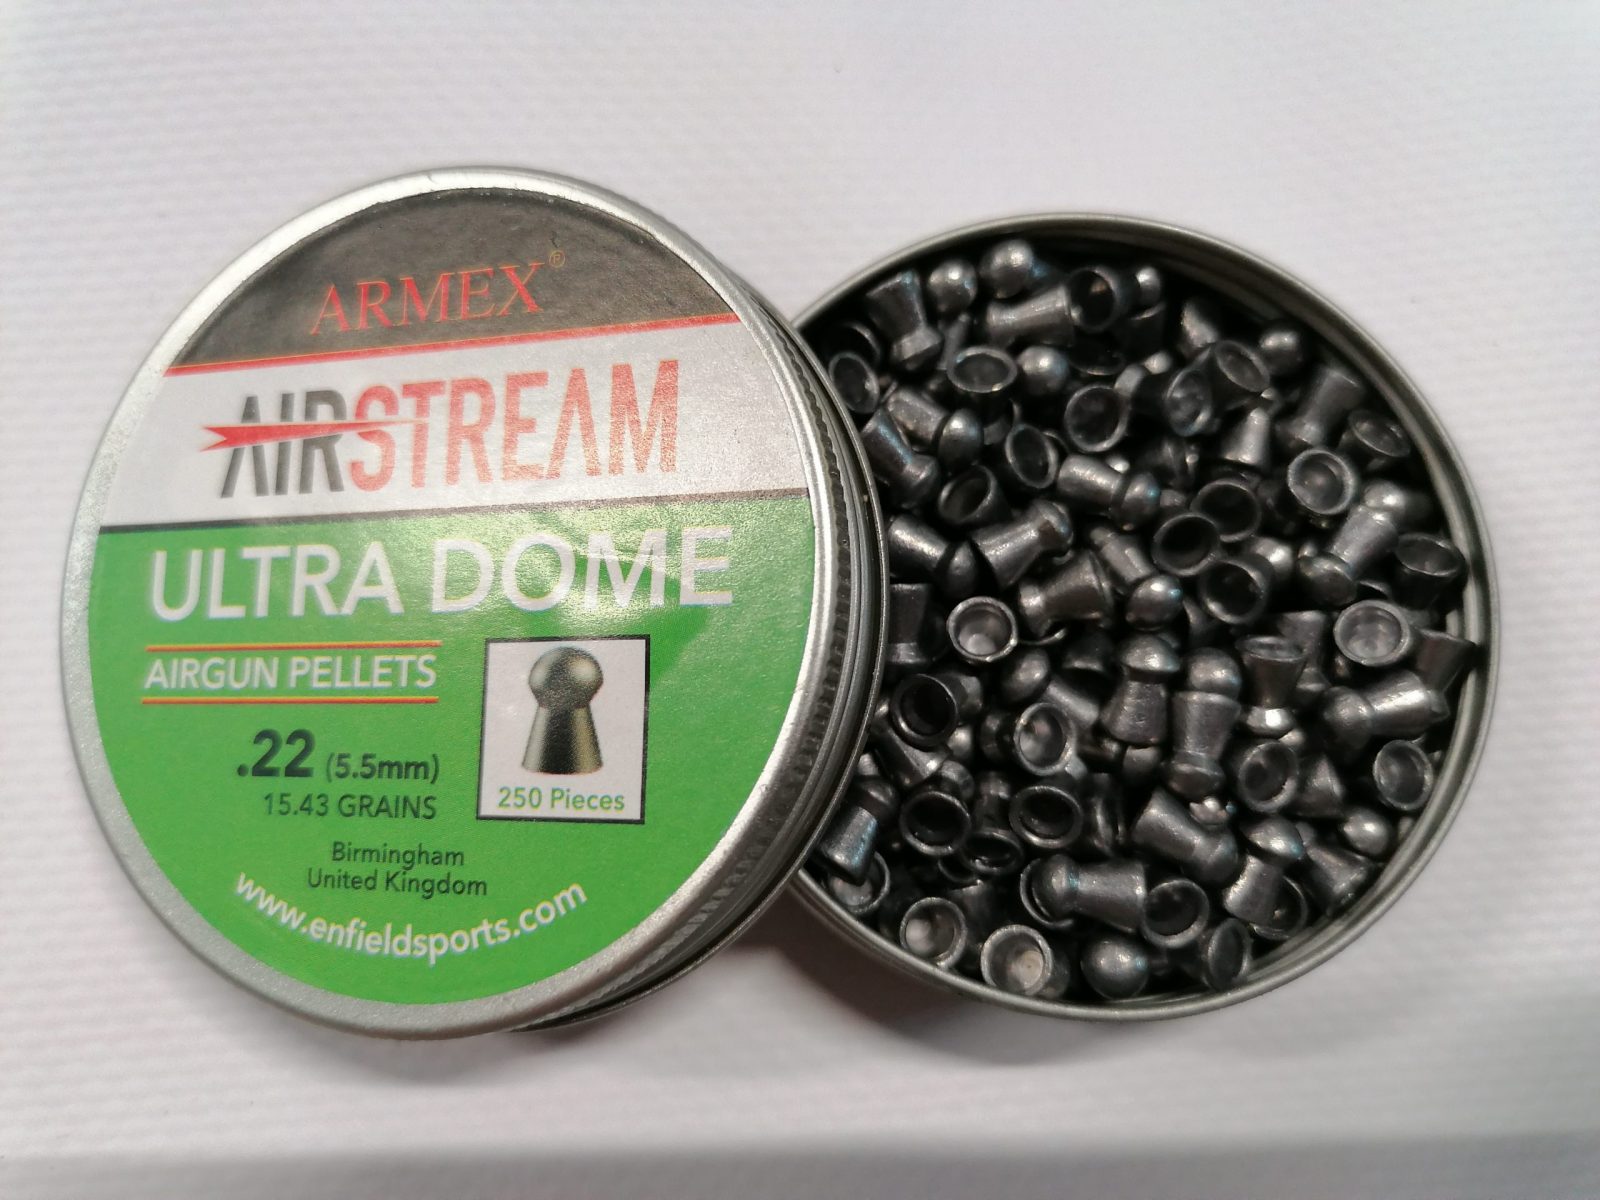 ARMEX®
AIRSTREAM
ULTRA DOME
AIRGUN PELLETS
.22 (5.5mm)
15.43 GRAINS
250 Pieces
Birmingham
United Kingdom
www.enfieldsports.com